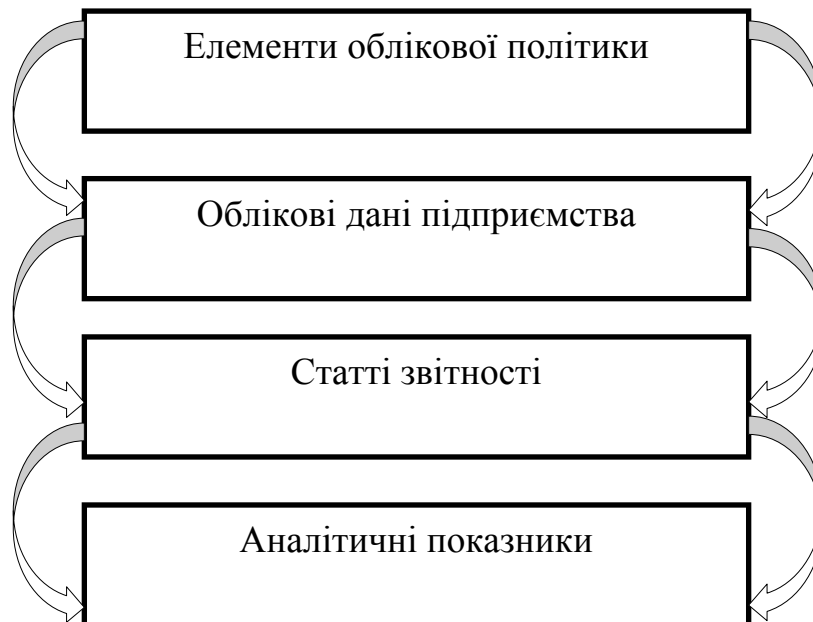 Елементи облікової політики
Облікові дані підприємства
Статті звітності
Аналітичні показники